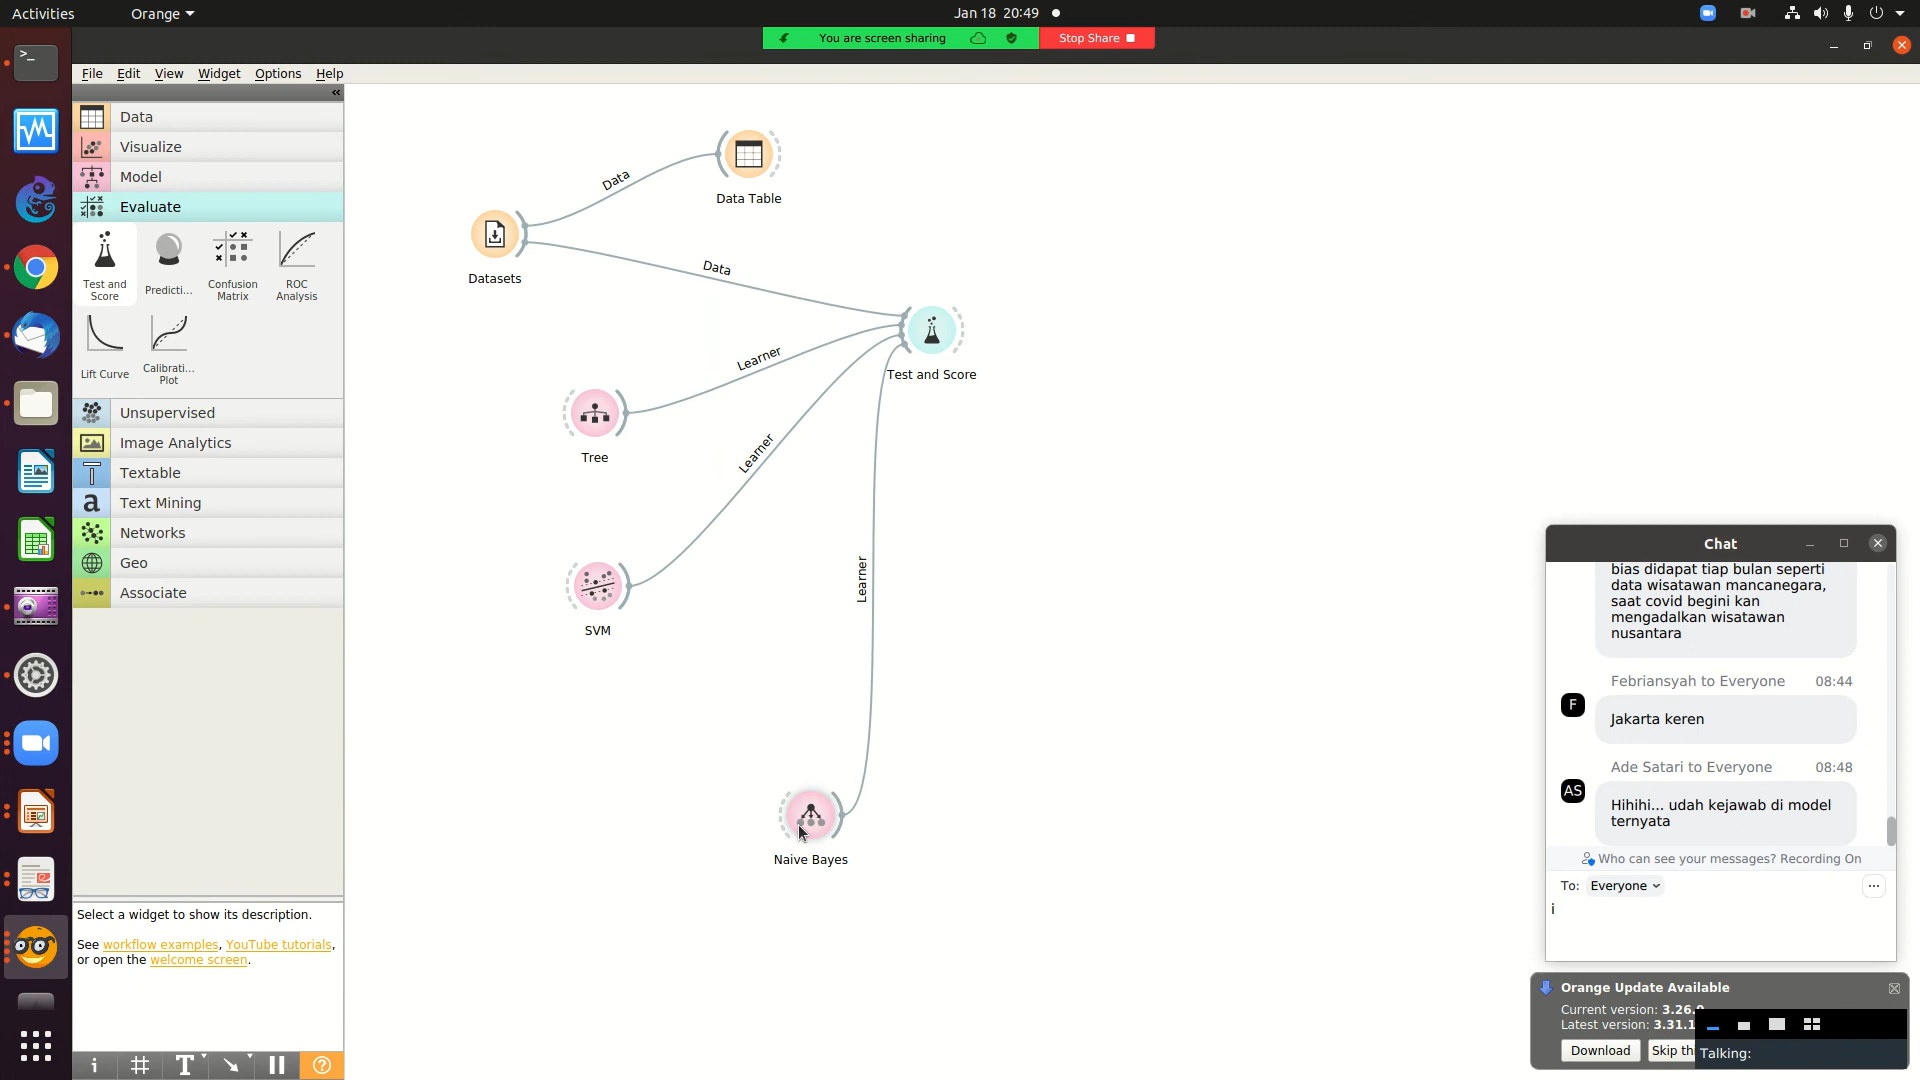 Activities
Orange
Jan 18 20:49
You are screen sharing
Stop Share
File Edit View Widget Options Help
Data
Visualize
Model
Evaluate
Test and
Score
Predicti...
Confusion
Matrix
ROC
Analysis
Lift Curve
Calibrati...
Plot
Unsupervised
Image Analytics
Textable
Text Mining
Networks
Geo
Associate
Select a widget to show its description.
See workflow examples, YouTube tutorials,
or open the welcome screen.
Data
Data Table
Datasets
Data
Learner
Test and Score
Tree
Learner
SVM
Learner
Naive Bayes
Chat
bias didapat tiap bulan seperti
data wisatawan mancanegara,
saat covid begini kan
mengadalkan wisatawan
nusantara
Febriansyah to Everyone 08:44
F
Jakarta keren
Ade Satari to Everyone 08:48
AS
Hihihi... udah kejawab di model
ternyata
Who can see your messages? Recording On
To: Everyone
i
Orange Update Available
Current version: 3.26.
Latest version: 3.31.1
Download
Skip th
Talking: